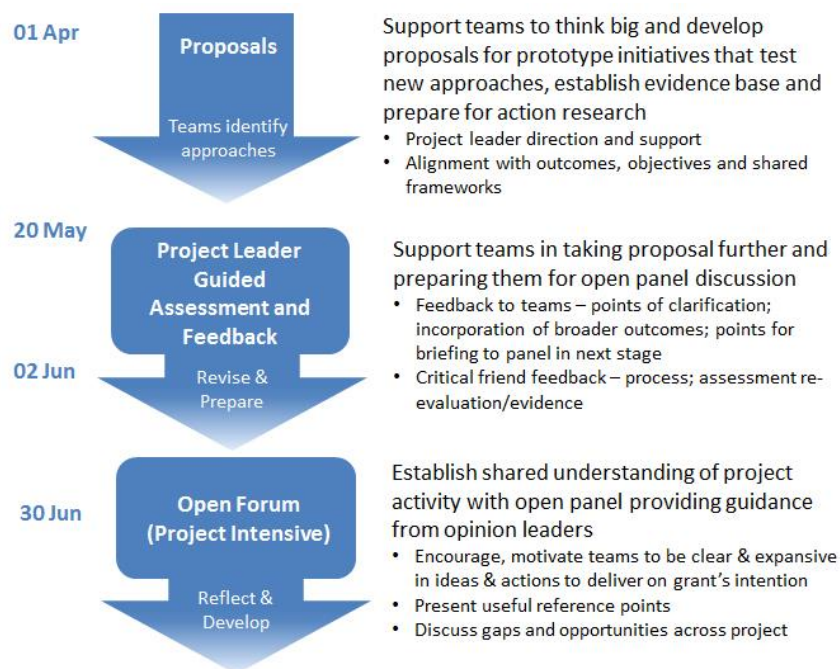 01 Apr
Proposals
Teams identify
approaches
Support teams to think big and develop
proposals for prototype initiatives that test
new approaches, establish evidence base and
prepare for action research
• Project leader direction and support
• Alignment with outcomes, objectives and shared
frameworks
20 May
Project Leader
Guided
Assessment and
Feedback
02 Jun
Revise &
Prepare
Support teams in taking proposal further and
preparing them for open panel discussion
• Feedback to teams – points of clarification;
incorporation of broader outcomes; points for
briefing to panel in next stage
• Critical friend feedback – process; assessment re-
evaluation/evidence
30 Jun
Open Forum
(Project Intensive)
Reflect &
Develop
Establish shared understanding of project
activity with open panel providing guidance
from opinion leaders
• Encourage, motivate teams to be clear & expansive
in ideas & actions to deliver on grant's intention
• Present useful reference points
• Discuss gaps and opportunities across project